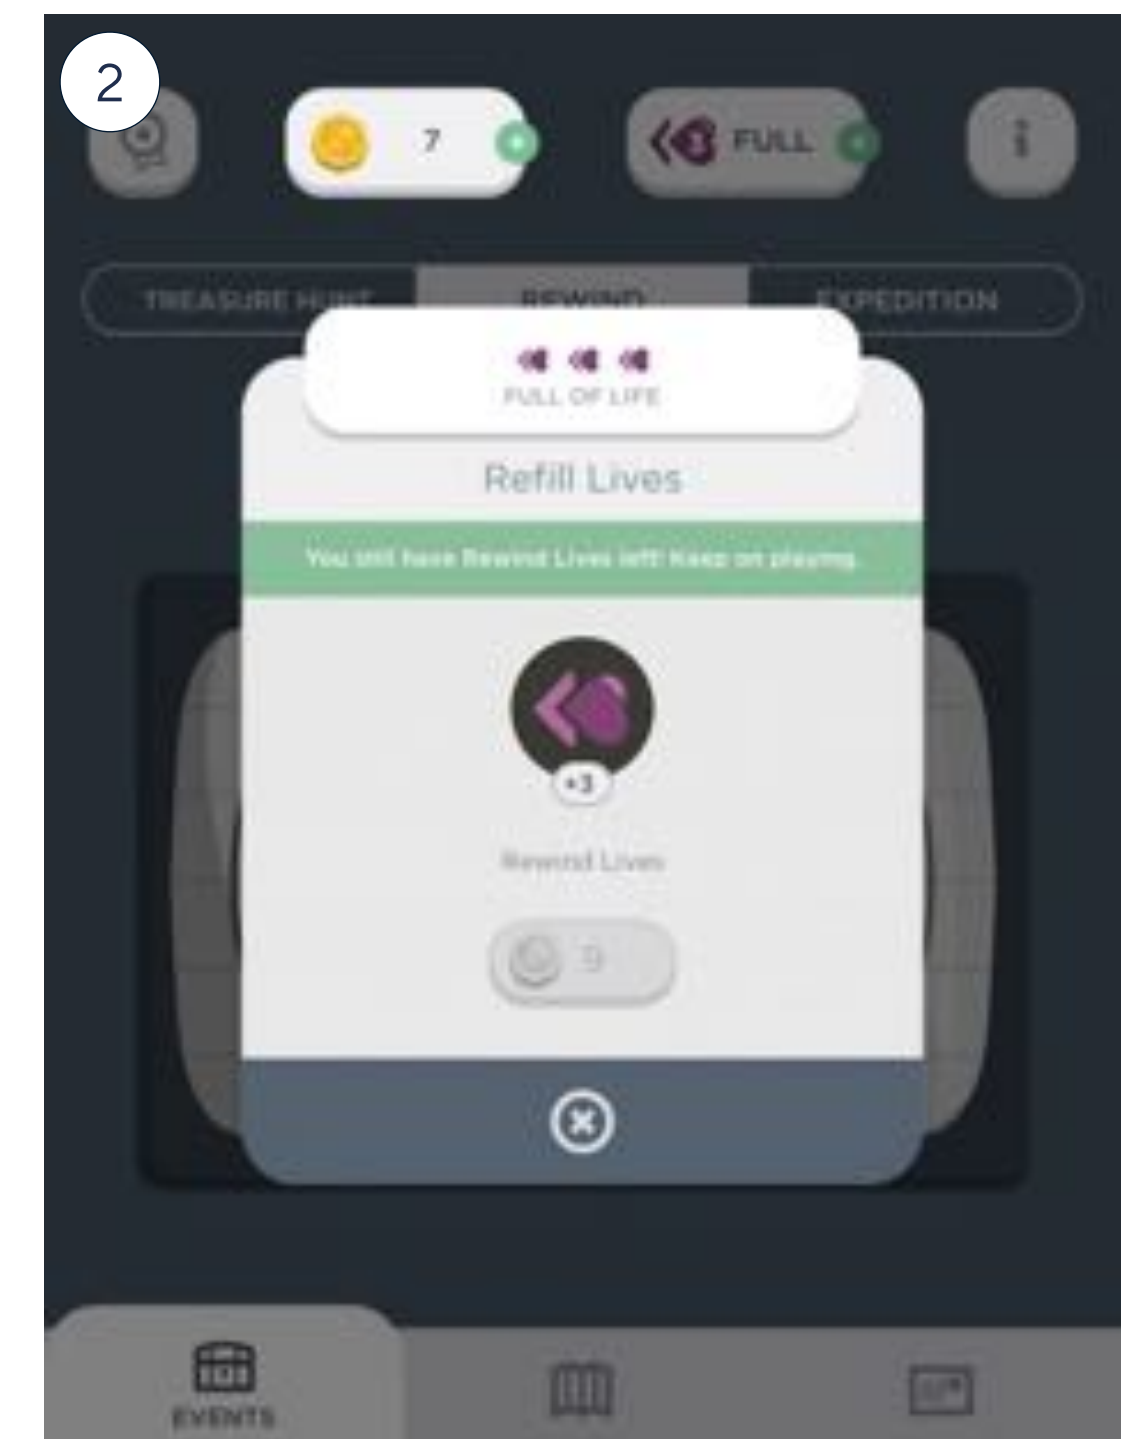 2
7
3 FULL
TREASURE HUNT REWIND EXPEDITION
FULL OF LIFE
Refill Lives
You still have Rewind Lives left! Keep on playing.
+3
Rewind Lives
9
EVENTS